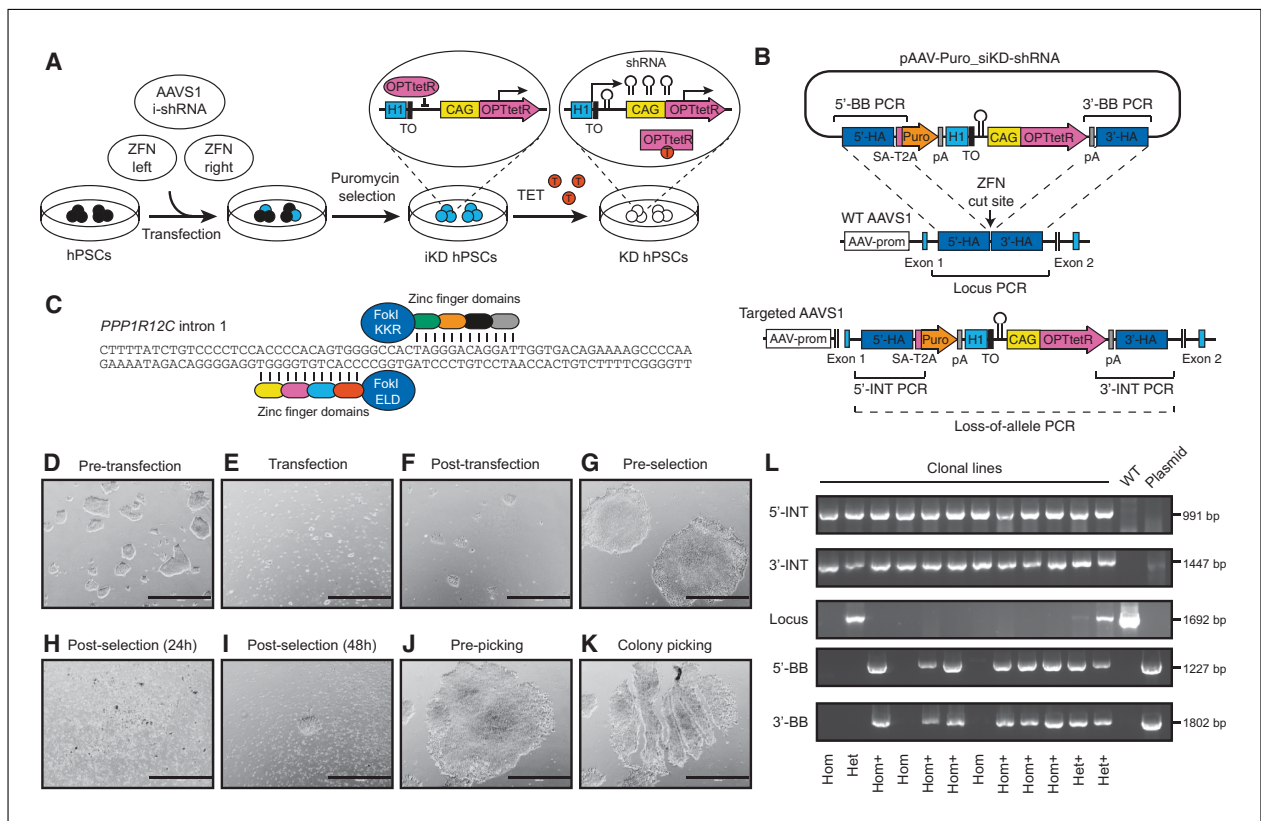 A
AAVS1
i-shRNA
ZFN
left
ZFN
right
hPSCs
Transfection
Puromycin
selection
iKD hPSCs
TET
T
T
T
KD hPSCs
OPTtetR
H1
TO
CAG
OPTtetR
shRNA
H1
TO
CAG
OPTtetR
OPTtetR
T
B
pAAV-Puro_siKD-shRNA
5'-BB PCR
3'-BB PCR
5'-HA
Puro
H1
CAG
OPTtetR
3'-HA
SA-T2A
pA
TO
pA
ZFN
cut site
WT AAVS1
AAV-prom
5'-HA
3'-HA
Exon 1
Exon 2
Locus PCR
Targeted AAVS1
AAV-prom
5'-HA
Puro
H1
CAG
OPTtetR
3'-HA
Exon 1
SA-T2A
pA
TO
pA
Exon 2
5'-INT PCR
3'-INT PCR
Loss-of-allele PCR
C
PPP1R12C intron 1
Zinc finger domains
FokI
KKR
CTTTTATCTGTCCCCTCCACCCCACAGTGGGGCCACTAGGGACAGGATTGGTGACAGAAAAGCCCCAA
GAAAATAGACAGGGGAGGTGGGGTGTCACCCCGGTGATCCCTGTCCTAACCACTGTCTTTTCGGGGTT
FokI
ELD
Zinc finger domains
D
Pre-transfection
E
Transfection
F
Post-transfection
G
Pre-selection
H
Post-selection (24h)
I
Post-selection (48h)
J
Pre-picking
K
Colony picking
L
Clonal lines
WT
Plasmid
5'-INT
991 bp
3'-INT
1447 bp
Locus
1692 bp
5'-BB
1227 bp
3'-BB
1802 bp
Hom
Het
Hom+
Hom
Hom+
Hom+
Hom
Hom+
Hom+
Hom+
Het+
Het+